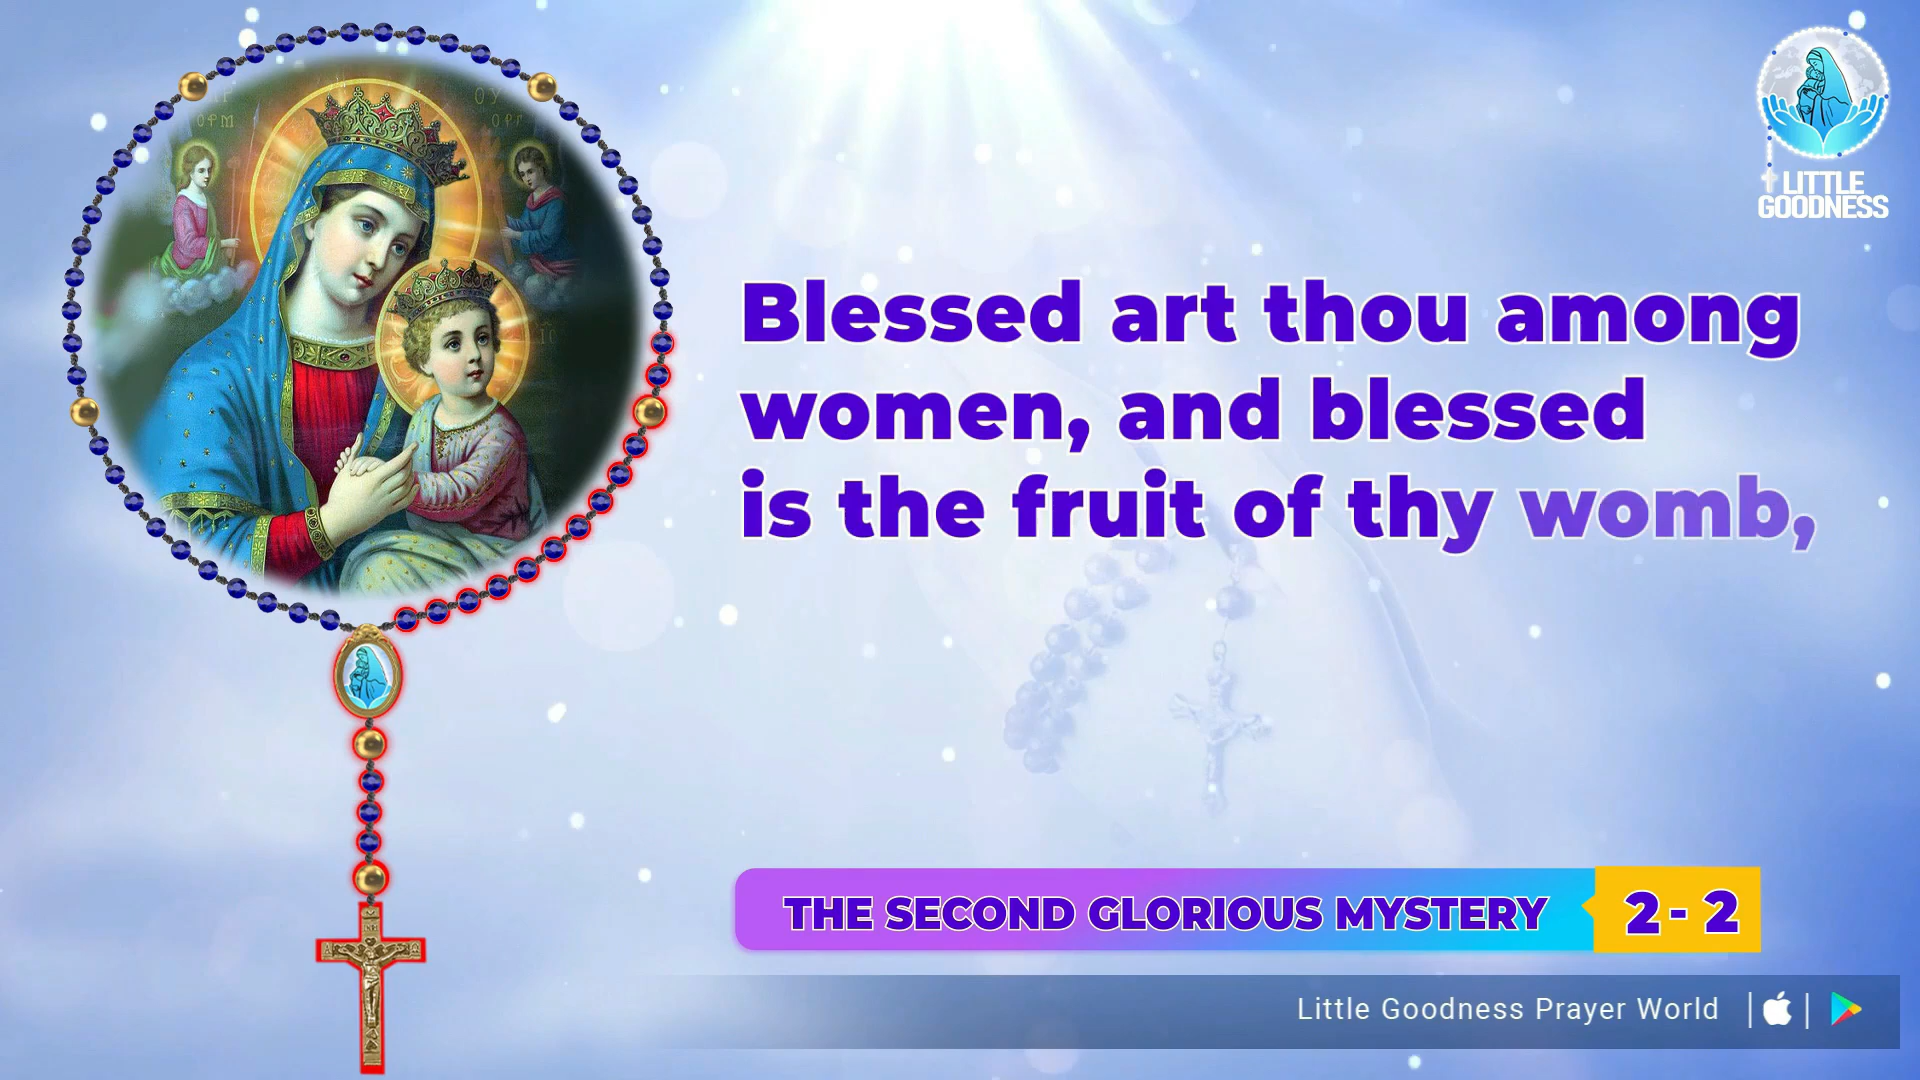 LITTLE
GOODNESS
Blessed art thou among
women, and blessed
is the fruit of thy womb,
THE SECOND GLORIOUS MYSTERY
2 - 2
Little Goodness Prayer World